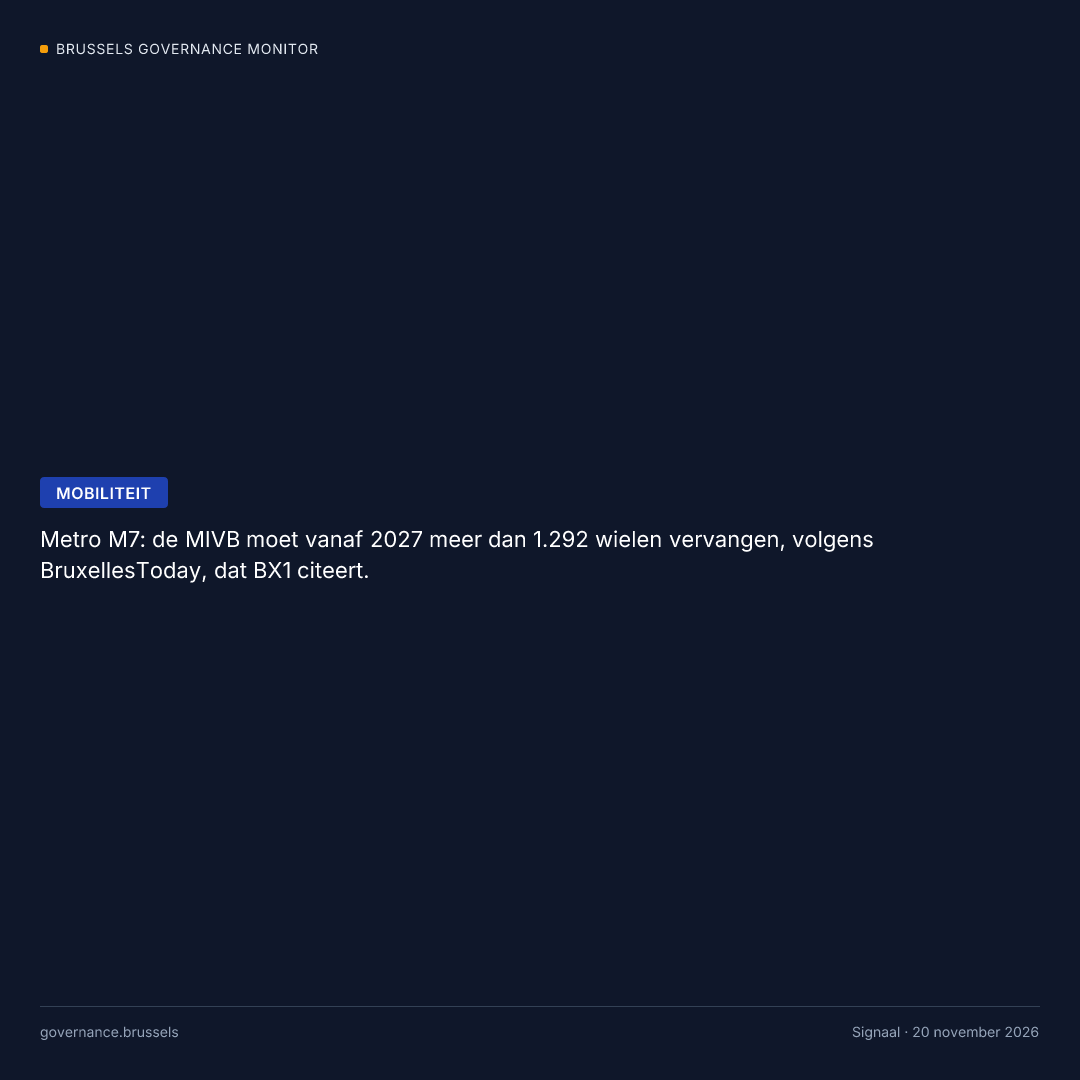 BRUSSELS GOVERNANCE MONITOR
MOBILITEIT
Metro M7: de MIVB moet vanaf 2027 meer dan 1.292 wielen vervangen, volgens
BruxellesToday, dat BX1 citeert.
governance.brussels
Signaal · 20 november 2026